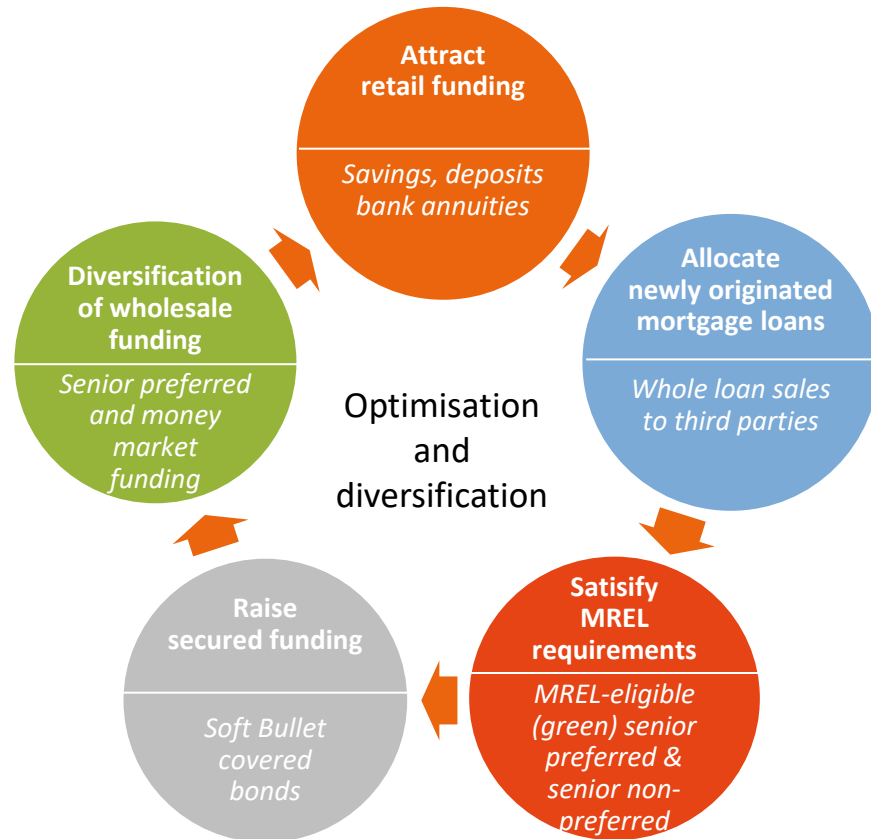 Attract
retail funding
Savings, deposits
bank annuities
Allocate
newly originated
mortgage loans
Whole loan sales
to third parties
Satisify
MREL
requirements
MREL-eligible
(green) senior
preferred &
senior non-
preferred
Raise
secured funding
Soft Bullet
covered
bonds
Diversification
of wholesale
funding
Senior preferred
and money
market
funding
Optimisation
and
diversification